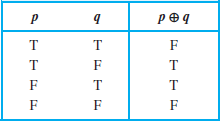 p q p ⊕ q
T T F
T F T
F T T
F F F